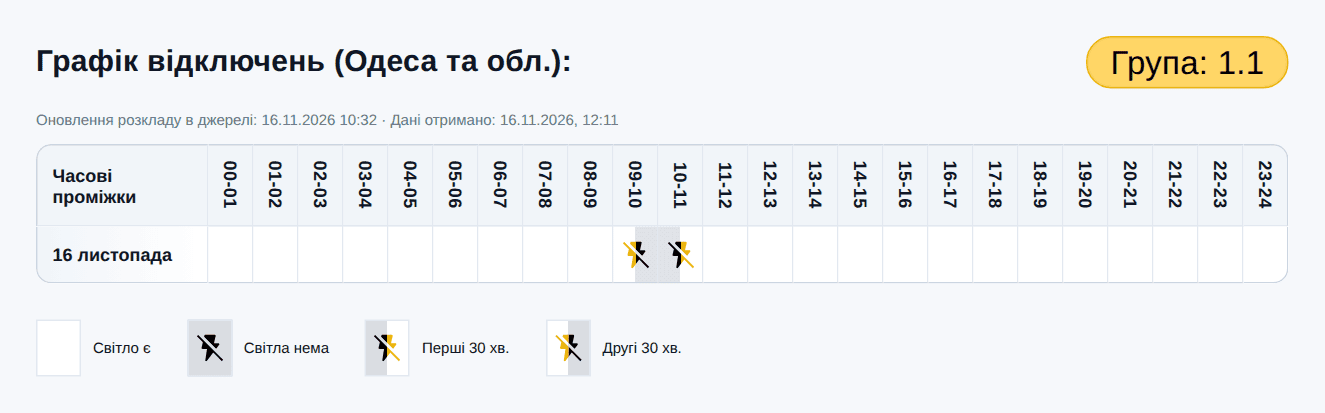 Графік відключень (Одеса та обл.):
Група: 1.1
Оновлення розкладу в джерелі: 16.11.2026 10:32 · Дані отримано: 16.11.2026, 12:11
Часові
проміжки
00-01
01-02
02-03
03-04
04-05
05-06
06-07
07-08
08-09
09-10
10-11
11-12
12-13
13-14
14-15
15-16
16-17
17-18
18-19
19-20
20-21
21-22
22-23
23-24
16 листопада
Світло є
Світла нема
Перші 30 хв.
Другі 30 хв.